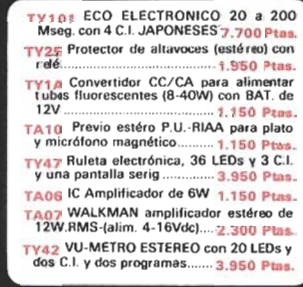 TY101 ECO ELECTRONICO 20 a 200
Mseg. con 4 C.I. JAPONESES 7.700 Ptas.
TY25 Protector de altavoces (estéreo) con
relé.................................1.950 Ptas.
TY1A Convertidor CC/CA para alimentar
tubos fluorescentes (8-40W) con BAT. de
12V ............................... 1.150 Ptas.
TA10 Previo estéro P.U.-RIAA para plato
y micrófono magnético....... 1.150 Ptas.
TY47 Ruleta electrónica, 36 LEDs y 3 C.I.
y una pantalla serig ............ 3.950 Ptas.
TA06 IC Amplificador de 6W 1.150 Ptas.
TA07 WALKMAN amplificador estéreo de
12W.RMS-(alim. 4-16Vdc)....2.300 Ptas.
TY42 VU-METRO ESTEREO con 20 LEDs y
dos C.I. y dos programas....... 3.950 Ptas.